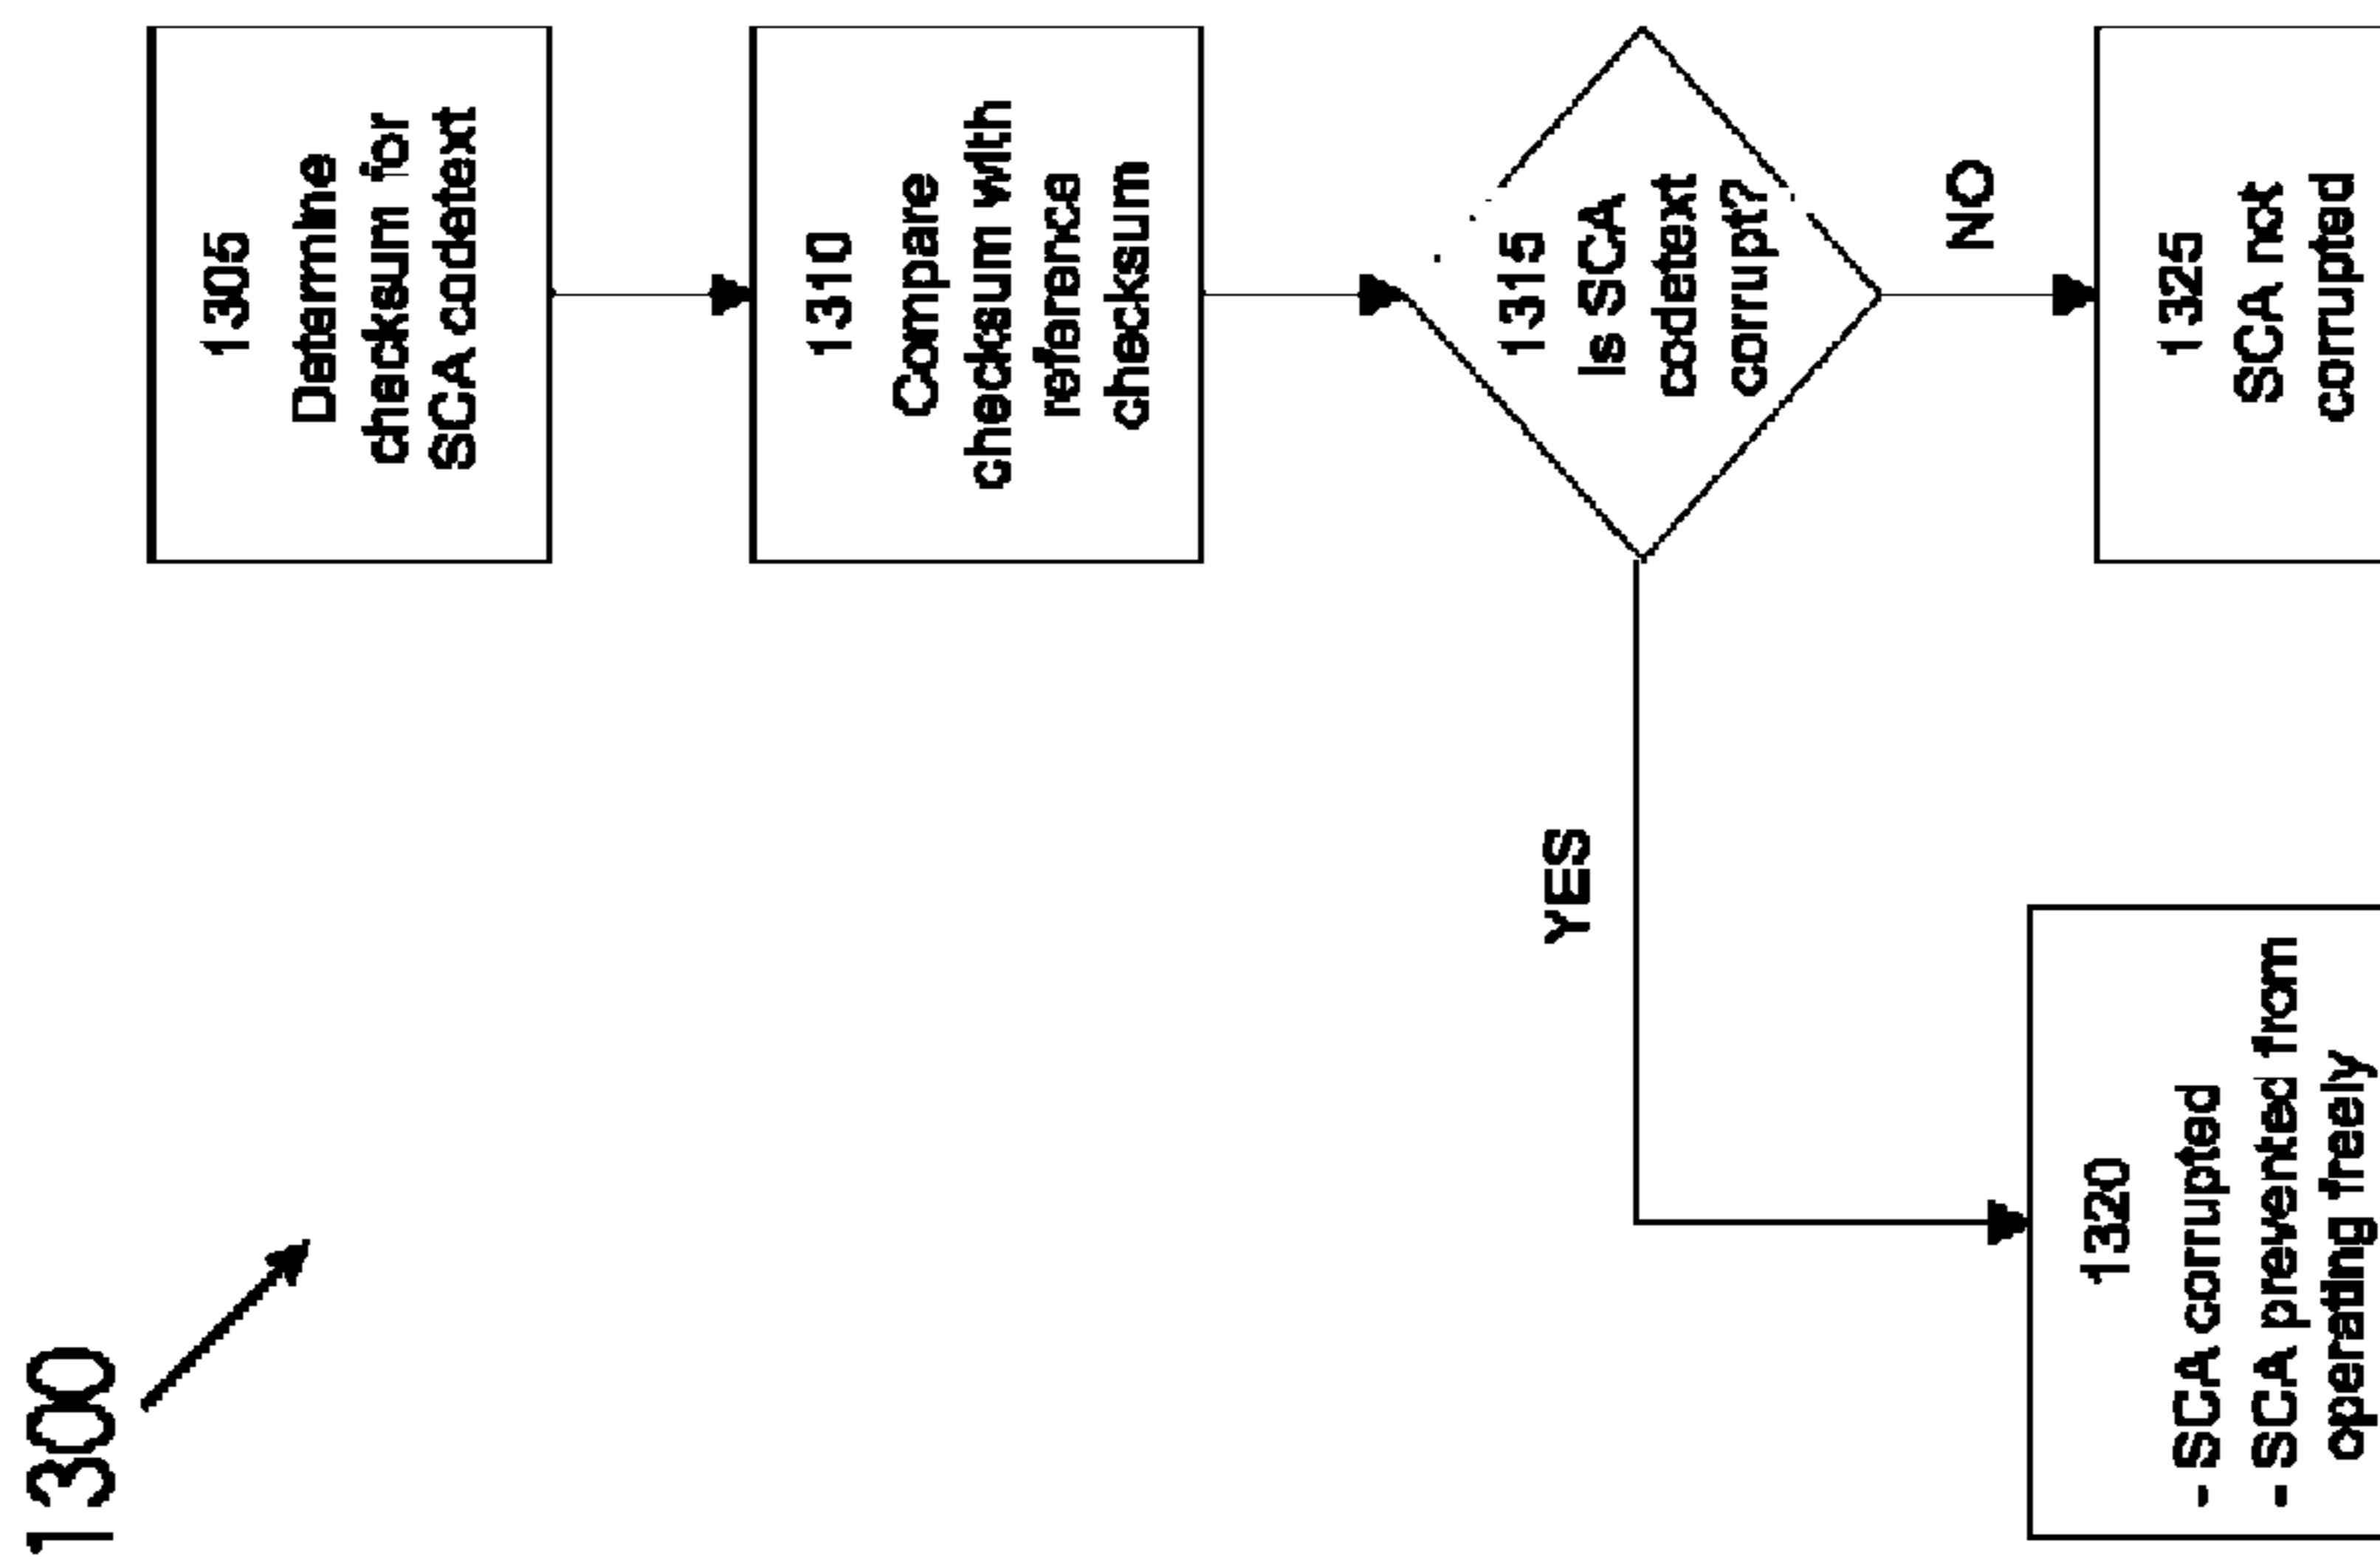 1300
1305
Determine
checksum for
SCA codetext
1310
Compare
checksum with
reference
checksum
1315
Is SCA
codetext
corrupt?
YES
NO
1320
- SCA corrupted
- SCA prevented from
operating freely
1325
SCA not
corrupted